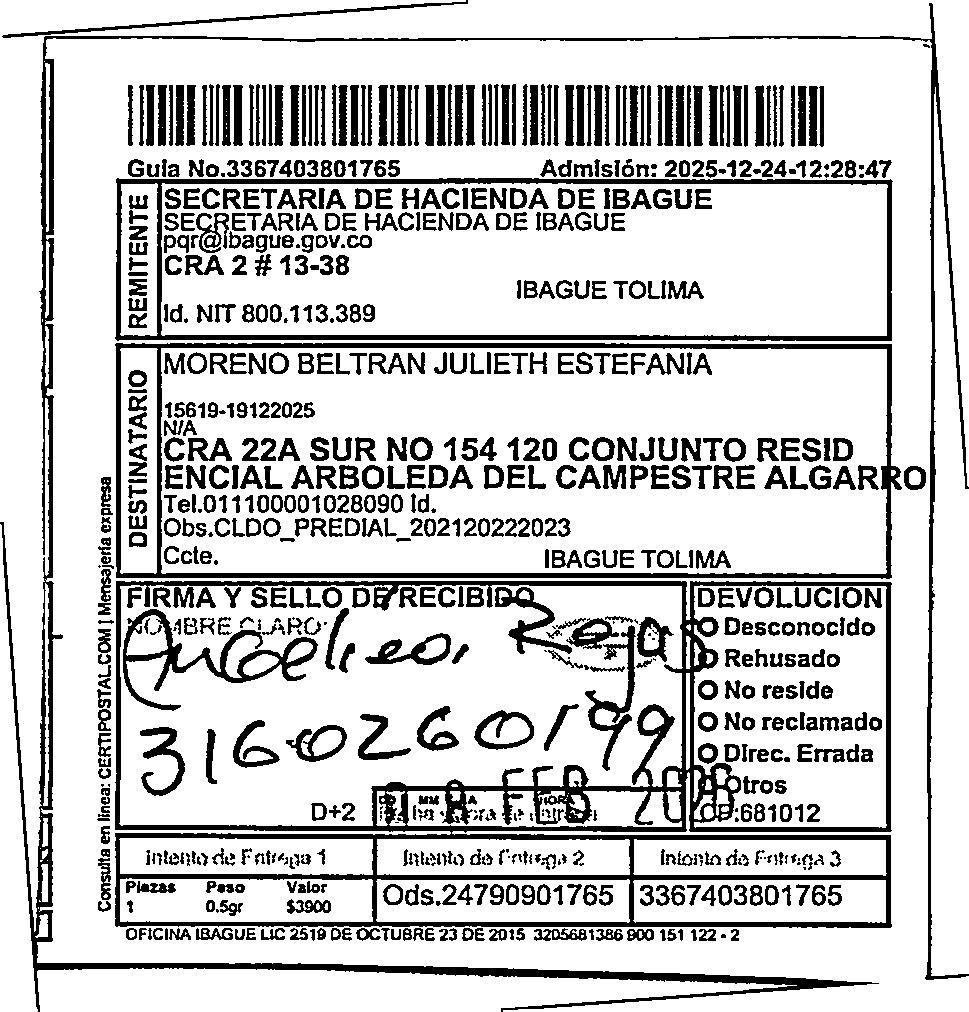 Guia No.3367403801765 Admisión: 2025-12-24-12:28:47
REMITENTE
SECRETARIA DE HACIENDA DE IBAGUE
SECRETARIA DE HACIENDA DE IBAGUE
pqr@ibague.gov.co
CRA 2 # 13-38
IBAGUE TOLIMA
Id. NIT 800.113.389
DESTINATARIO
MORENO BELTRAN JULIETH ESTEFANIA
15619-19122025
N/A
CRA 22A SUR NO 154 120 CONJUNTO RESID
ENCIAL ARBOLEDA DEL CAMPESTRE ALGARRO
Tel.011100001028090 Id.
Obs.CLDO_PREDIAL_202120222023
Ccte. IBAGUE TOLIMA
Consulta en linea: CERTIPOSTAL.COM | Mensajería expresa
FIRMA Y SELLO DE RECIBIDO
NOMBRE CLARO:
Angelica Rojas
3160260199
FEB 2026
D+2
DEVOLUCION
Desconocido
Rehusado
No reside
No reclamado
Direc. Errada
Otros
CP:681012
Intento de Entrega 1 Intento de Entrega 2 Intento de Entrega 3
Piezas Peso Valor
1 0.5gr $3900
Ods.24790901765 3367403801765
OFICINA IBAGUE LIC 2519 DE OCTUBRE 23 DE 2015 3205681386 900 151 122 - 2